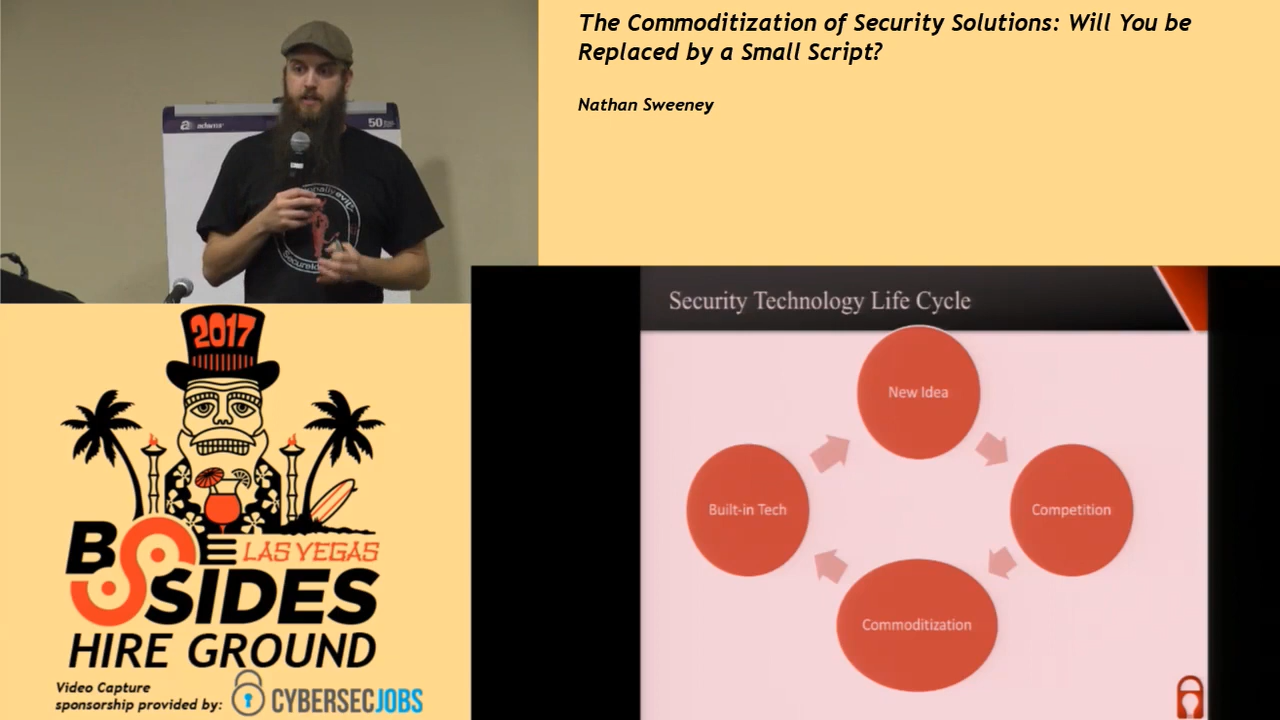 The Commoditization of Security Solutions: Will You be
Replaced by a Small Script?
Nathan Sweeney
50
Security Technology Life Cycle
New Idea
Built-in Tech
Competition
Commoditization
2017
BSIDES
LAS VEGAS
HIRE GROUND
Video Capture
sponsorship provided by:
CYBERSECJOBS